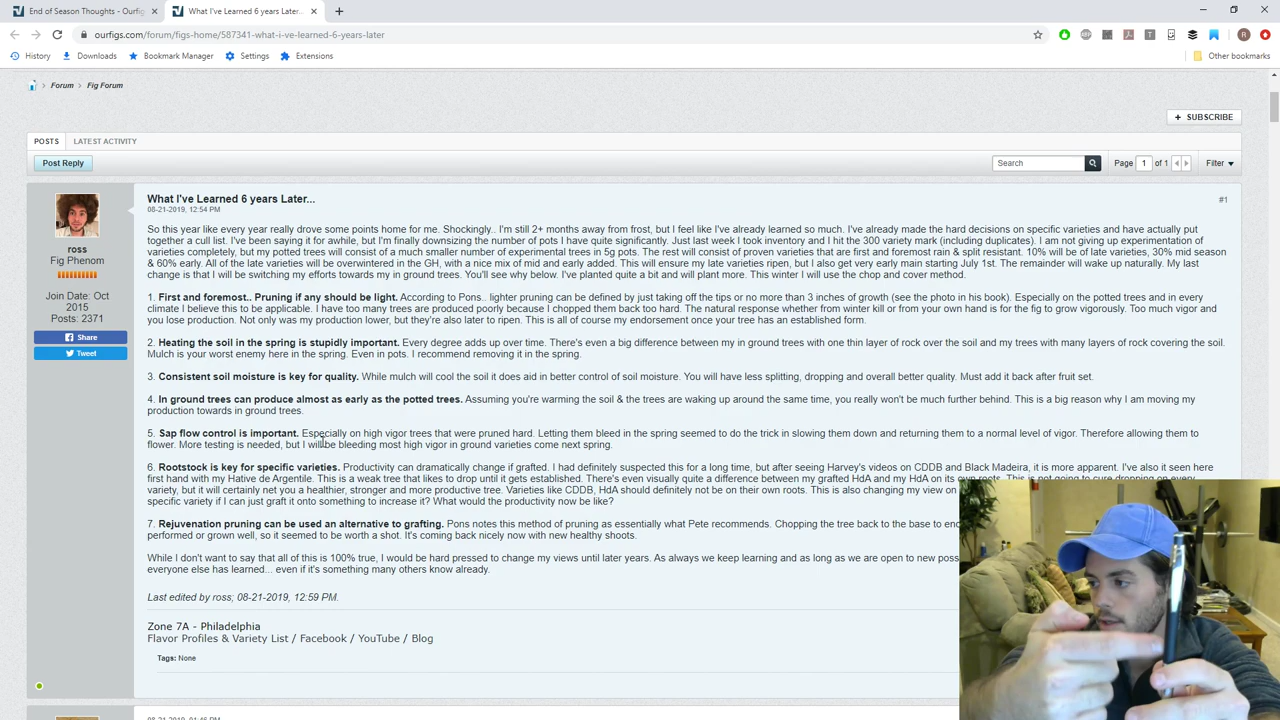 End of Season Thoughts - Ourfig
What I've Learned 6 years Later...
ourfigs.com/forum/figs-home/587341-what-i-ve-learned-6-years-later
History
Downloads
Bookmark Manager
Settings
Extensions
Other bookmarks
Forum
Fig Forum
SUBSCRIBE
POSTS
LATEST ACTIVITY
Post Reply
Search
Page 1 of 1
Filter
What I've Learned 6 years Later...
08-21-2019, 12:54 PM
#1
ross
Fig Phenom
Join Date: Oct
2015
Posts: 2371
Share
Tweet
So this year like every year really drove some points home for me. Shockingly.. I'm still 2+ months away from frost, but I feel like I've already learned so much. I've already made the hard decisions on specific varieties and have actually put
together a cull list. I've been saying it for awhile, but I'm finally downsizing the number of pots I have quite significantly. Just last week I took inventory and I hit the 300 variety mark (including duplicates). I am not giving up experimentation of
varieties completely, but my potted trees will consist of a much smaller number of experimental trees in 5g pots. The rest will consist of proven varieties that are first and foremost rain & split resistant. 10% will be of late varieties, 30% mid season
& 60% early. All of the late varieties will be overwintered in the GH, with a nice mix of mid and early added. This will ensure my late varieties ripen, but I also get very early main starting July 1st. The remainder will wake up naturally. My last
change is that I will be switching my efforts towards my in ground trees. You'll see why below. I've planted quite a bit and will plant more. This winter I will use the chop and cover method.
1. First and foremost.. Pruning if any should be light. According to Pons.. lighter pruning can be defined by just taking off the tips or no more than 3 inches of growth (see the photo in his book). Especially on the potted trees and in every
climate I believe this to be applicable. I have too many trees are produced poorly because I chopped them back too hard. The natural response whether from winter kill or from your own hand is for the fig to grow vigorously. Too much vigor and
you lose production. Not only was my production lower, but they're also later to ripen. This is all of course my endorsement once your tree has an established form.
2. Heating the soil in the spring is stupidly important. Every degree adds up over time. There's even a big difference between my in ground trees with one thin layer of rock over the soil and my trees with many layers of rock covering the soil.
Mulch is your worst enemy here in the spring. Even in pots. I recommend removing it in the spring.
3. Consistent soil moisture is key for quality. While mulch will cool the soil it does aid in better control of soil moisture. You will have less splitting, dropping and overall better quality. Must add it back after fruit set.
4. In ground trees can produce almost as early as the potted trees. Assuming you're warming the soil & the trees are waking up around the same time, you really won't be much further behind. This is a big reason why I am moving my
production towards in ground trees.
5. Sap flow control is important. Especially on high vigor trees that were pruned hard. Letting them bleed in the spring seemed to do the trick in slowing them down and returning them to a normal level of vigor. Therefore allowing them to
flower. More testing is needed, but I will be bleeding most high vigor in ground varieties come next spring.
6. Rootstock is key for specific varieties. Productivity can dramatically change if grafted. I had definitely suspected this for a long time, but after seeing Harvey's videos on CDDB and Black Madeira, it is more apparent. I've also it seen here
first hand with my Hative de Argentile. This is a weak tree that likes to drop until it gets established. There's even visually quite a difference between my grafted HdA and my HdA on its own roots. This is not going to cure dropping on every
variety, but it will certainly net you a healthier, stronger and more productive tree. Varieties like CDDB, HdA should definitely not be on their own roots. This is also changing my view on
specific variety if I can just graft it onto something to increase it? What would the productivity now be like?
7. Rejuvenation pruning can be used an alternative to grafting. Pons notes this method of pruning as essentially what Pete recommends. Chopping the tree back to the base to
performed or grown well, so it seemed to be worth a shot. It's coming back nicely now with new healthy shoots.
While I don't want to say that all of this is 100% true, I would be hard pressed to change my views until later years. As always we keep learning and as long as we are open to new
everyone else has learned... even if it's something many others know already.
Last edited by ross; 08-21-2019, 12:59 PM.
Zone 7A - Philadelphia
Flavor Profiles & Variety List / Facebook / YouTube / Blog
Tags: None